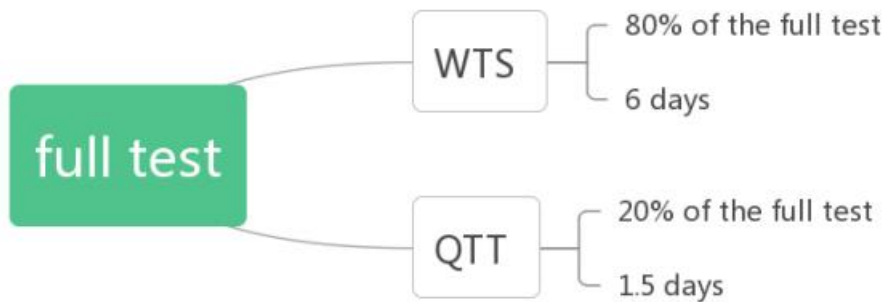 full test
WTS
80% of the full test
6 days
QTT
20% of the full test
1.5 days